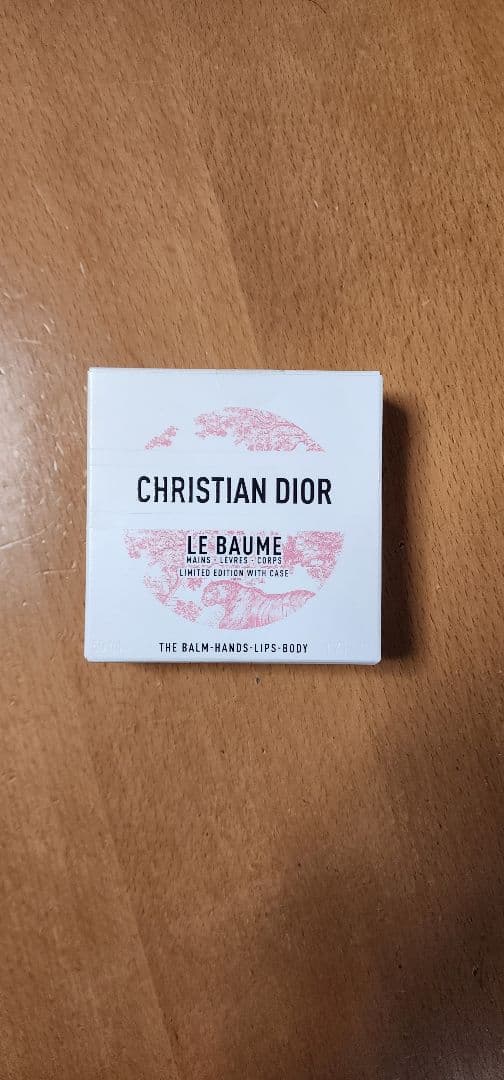 CHRISTIAN DIOR
LE BAUME
MAINS - LEVRES - CORPS
LIMITED EDITION WITH CASE
THE BALM-HANDS-LIPS-BODY